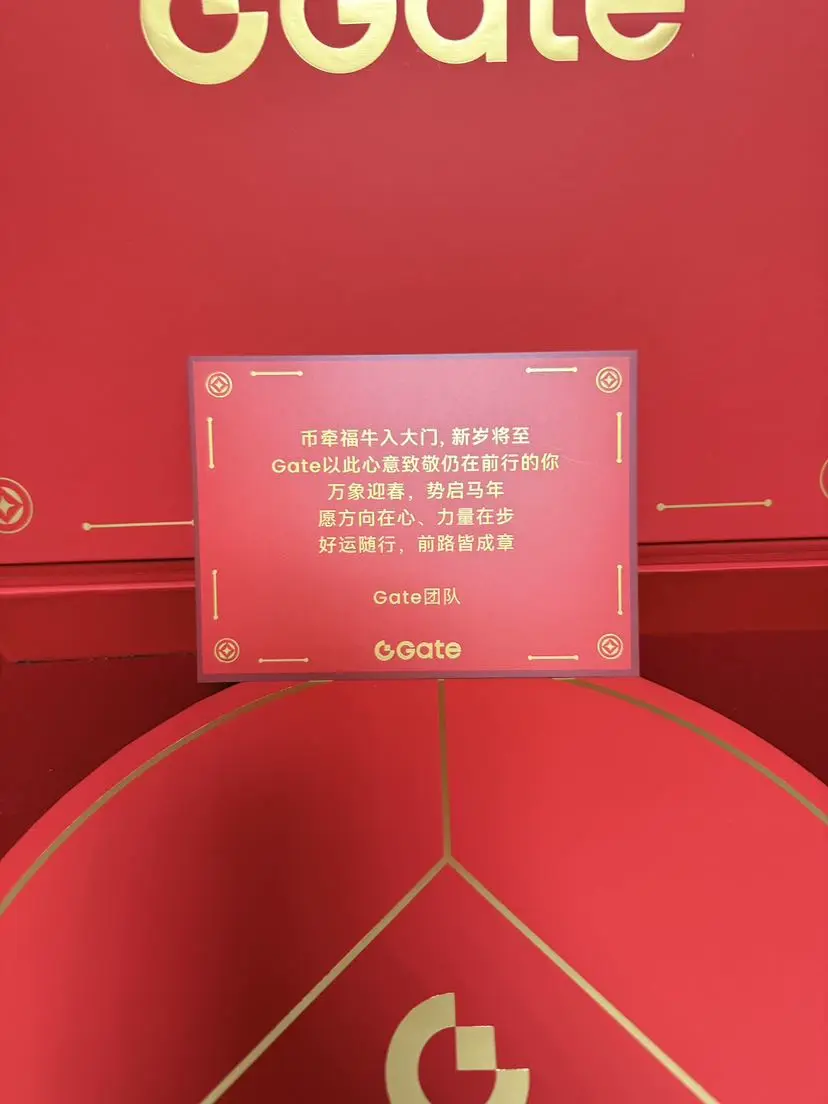 Gate
币牵福牛入大门, 新岁将至
Gate以此心意致敬仍在前行的你
万象迎春，势启马年
愿方向在心、力量在步
好运随行，前路皆成章
Gate团队
Gate